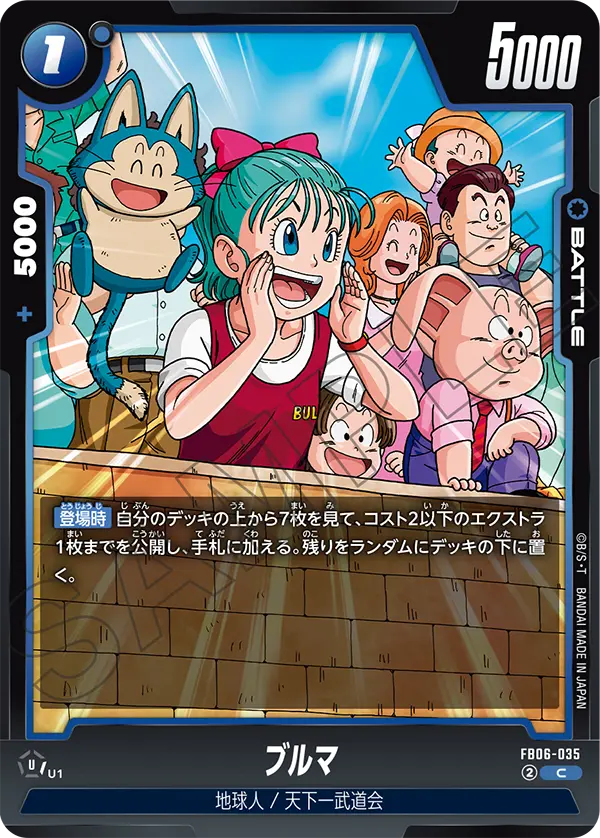 1
5000
+ 5000
BATTLE
BUL
登場時 自分のデッキの上から7枚を見て、コスト2以下のエクストラ
1枚までを公開し、手札に加える。残りをランダムにデッキの下に置
く。
SAMPLE
©B/S・T BANDAI MADE IN JAPAN
U/U1
ブルマ
FB06-035
② C
地球人 / 天下一武道会